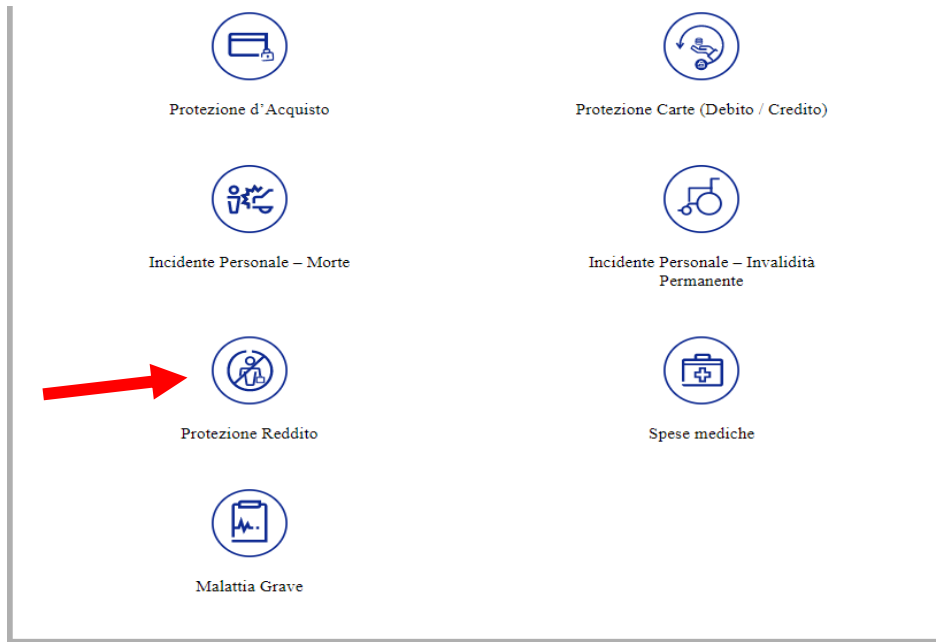 Protezione d’Acquisto
Protezione Carte (Debito / Credito)
Incidente Personale – Morte
Incidente Personale – Invalidità
Permanente
Protezione Reddito
Spese mediche
Malattia Grave